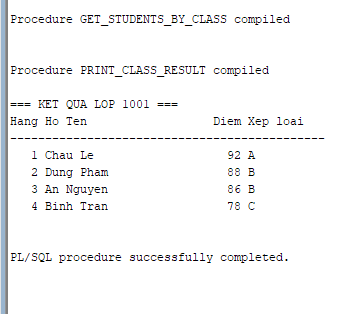 Procedure GET_STUDENTS_BY_CLASS compiled
Procedure PRINT_CLASS_RESULT compiled
=== KET QUA LOP 1001 ===
Hang Ho Ten                  Diem Xep loai
---------------------------------------------
   1 Chau Le                   92 A
   2 Dung Pham                 88 B
   3 An Nguyen                 86 B
   4 Binh Tran                 78 C
PL/SQL procedure successfully completed.